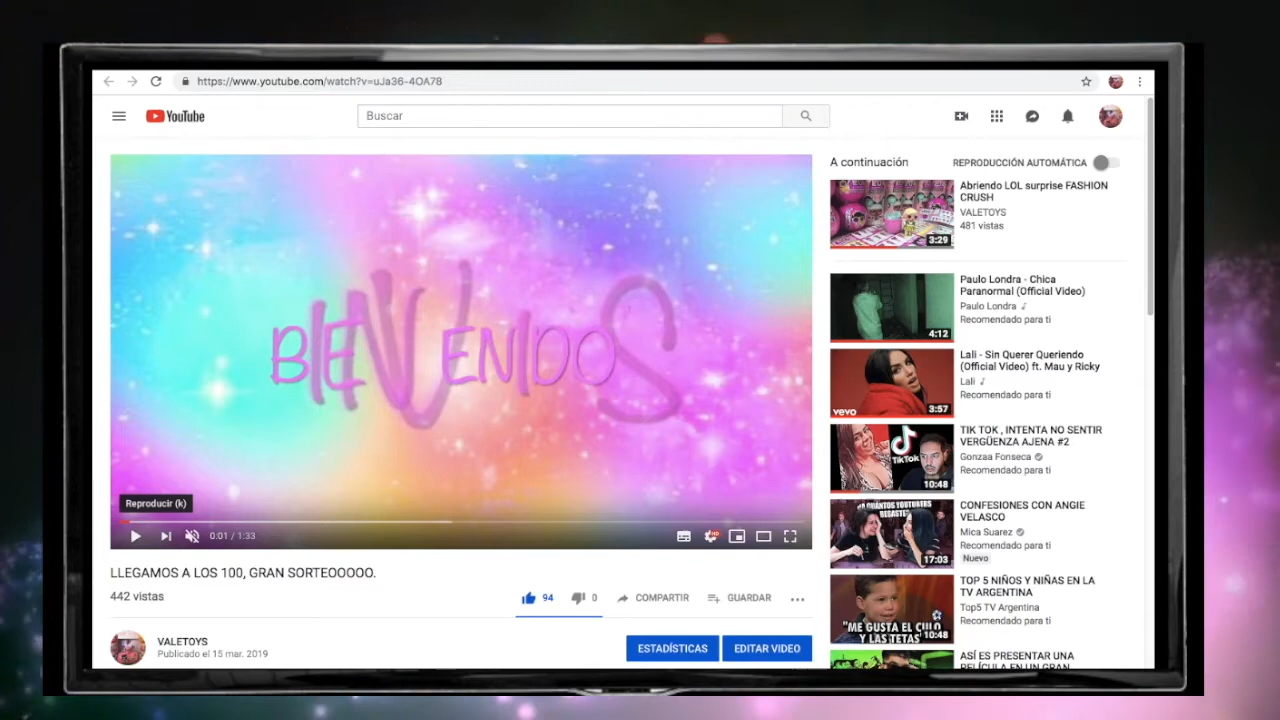 https://www.youtube.com/watch?v=uJa36-4OA78
YouTube
Buscar
BIENVENIDOS
Reproducir (k)
0:01 / 1:33
HD
LLEGAMOS A LOS 100, GRAN SORTEOOOOO.
442 vistas
94
0
COMPARTIR
GUARDAR
VALETOYS
Publicado el 15 mar. 2019
ESTADÍSTICAS
EDITAR VIDEO
A continuación
REPRODUCCIÓN AUTOMÁTICA
3:29
Abriendo LOL surprise FASHION
CRUSH
VALETOYS
481 vistas
4:12
Paulo Londra - Chica
Paranormal (Official Video)
Paulo Londra
Recomendado para ti
vevo
3:57
Lali - Sin Querer Queriendo
(Official Video) ft. Mau y Ricky
Lali
Recomendado para ti
TikTok
10:48
TIK TOK , INTENTA NO SENTIR
VERGÜENZA AJENA #2
Gonzaa Fonseca
Recomendado para ti
17:03
CONFESIONES CON ANGIE
VELASCO
Mica Suarez
Recomendado para ti
Nuevo
"ME GUSTA EL CULO
Y LAS TETAS"
10:48
TOP 5 NIÑOS Y NIÑAS EN LA
TV ARGENTINA
Top5 TV Argentina
Recomendado para ti
ASÍ ES PRESENTAR UNA
PELÍCULA EN UN GRAN